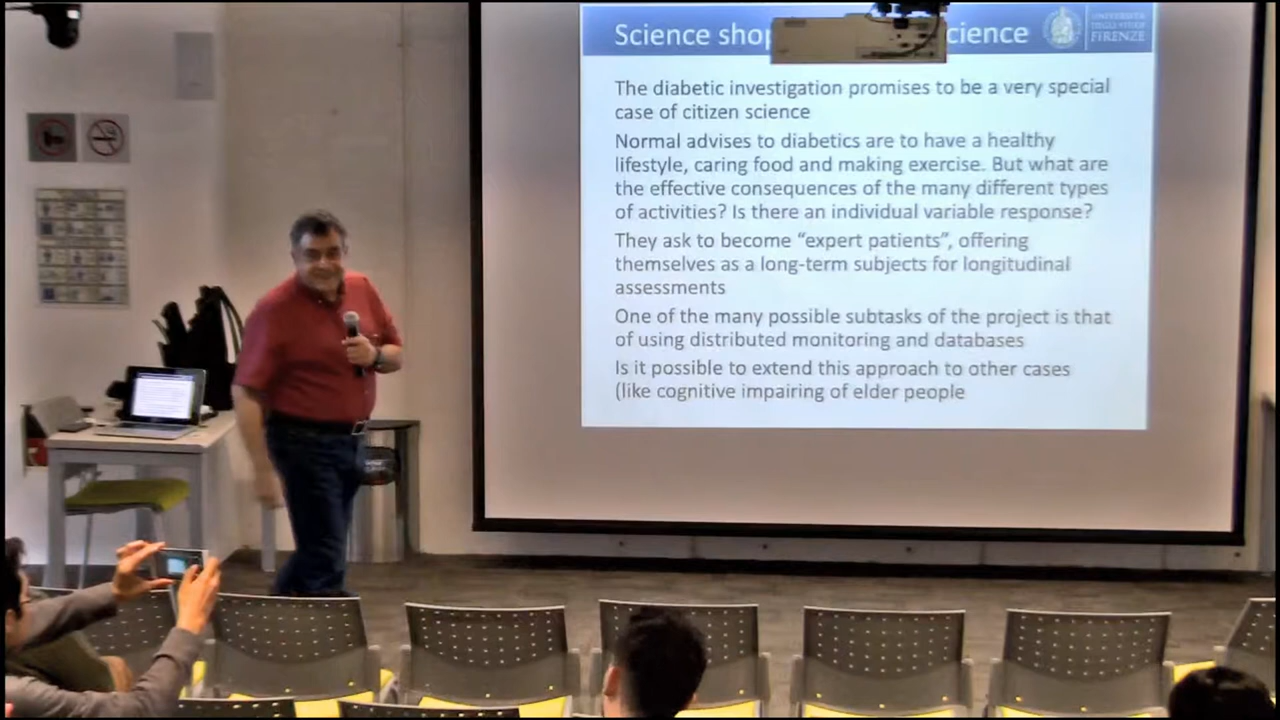 Science shop cience
UNIVERSITÀ
DEGLI STUDI
FIRENZE
The diabetic investigation promises to be a very special
case of citizen science
Normal advises to diabetics are to have a healthy
lifestyle, caring food and making exercise. But what are
the effective consequences of the many different types
of activities? Is there an individual variable response?
They ask to become “expert patients”, offering
themselves as a long-term subjects for longitudinal
assessments
One of the many possible subtasks of the project is that
of using distributed monitoring and databases
Is it possible to extend this approach to other cases
(like cognitive impairing of elder people